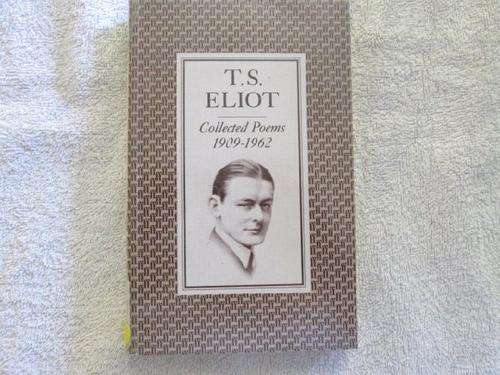 T.S.
ELIOT
Collected Poems
1909-1962